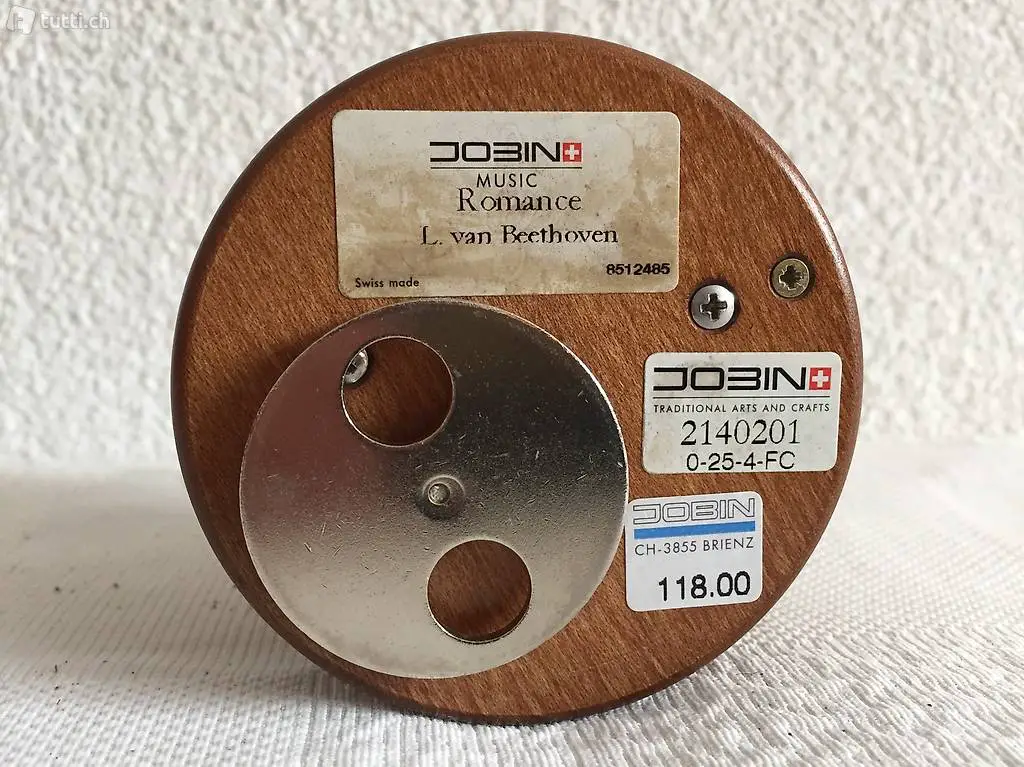 tutti.ch
JOBIN
MUSIC
Romance
L. van Beethoven
8512485
Swiss made
JOBIN
TRADITIONAL ARTS AND CRAFTS
2140201
0-25-4-FC
JOBIN
CH-3855 BRIENZ
118.00